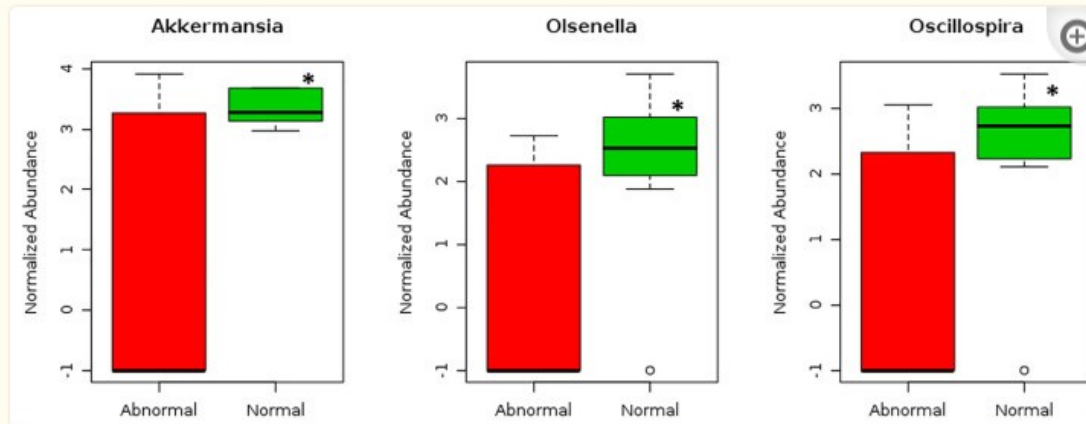 Akkermansia
Normalized Abundance
4
3
2
1
0
-1
*
Abnormal Normal
Olsenella
Normalized Abundance
3
2
1
0
-1
*
Abnormal Normal
Oscillospira
Normalized Abundance
3
2
1
0
-1
*
Abnormal Normal